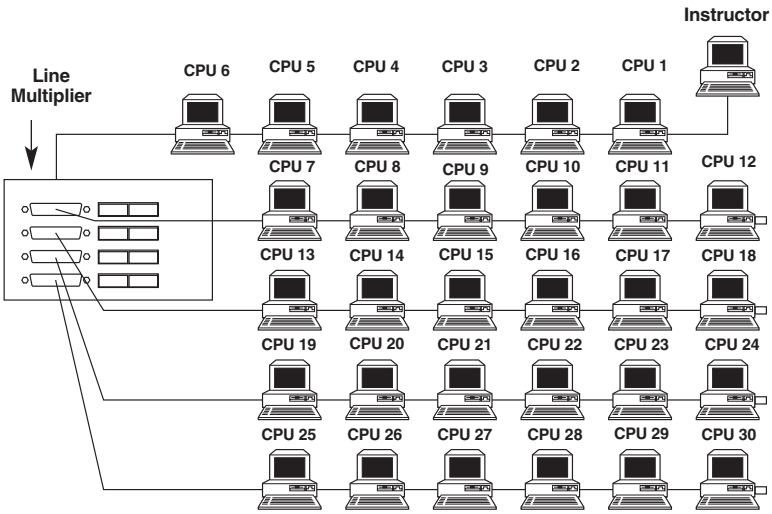 Instructor
Line
Multiplier
CPU 6 CPU 5 CPU 4 CPU 3 CPU 2 CPU 1
CPU 7 CPU 8 CPU 9 CPU 10 CPU 11 CPU 12
CPU 13 CPU 14 CPU 15 CPU 16 CPU 17 CPU 18
CPU 19 CPU 20 CPU 21 CPU 22 CPU 23 CPU 24
CPU 25 CPU 26 CPU 27 CPU 28 CPU 29 CPU 30